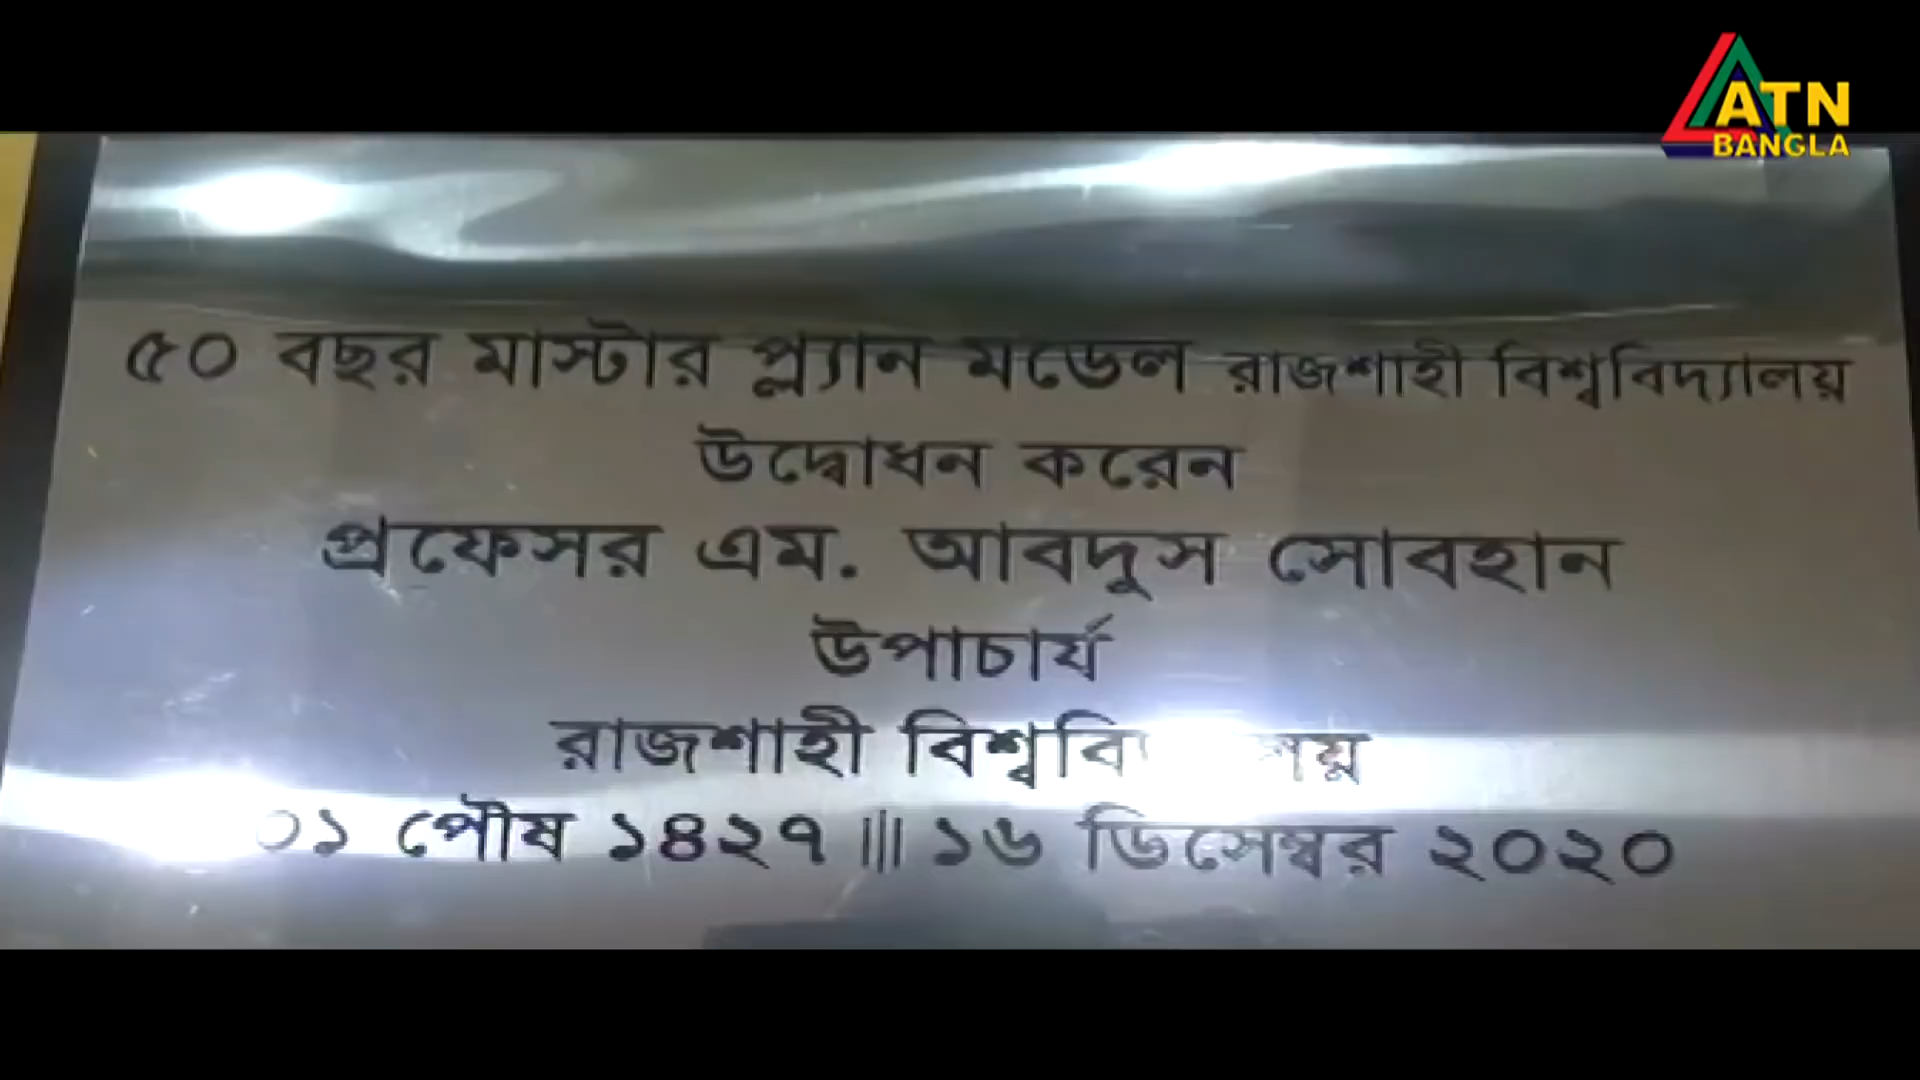 ATN
BANGLA
৫০ বছর মাস্টার প্ল্যান মডেল রাজশাহী বিশ্ববিদ্যালয়
উদ্বোধন করেন
প্রফেসর এম. আবদুস সোবহান
উপাচার্য
রাজশাহী
০১ পৌষ ১৪২৭ ||| ১৬ ডিসেম্বর ২০২০